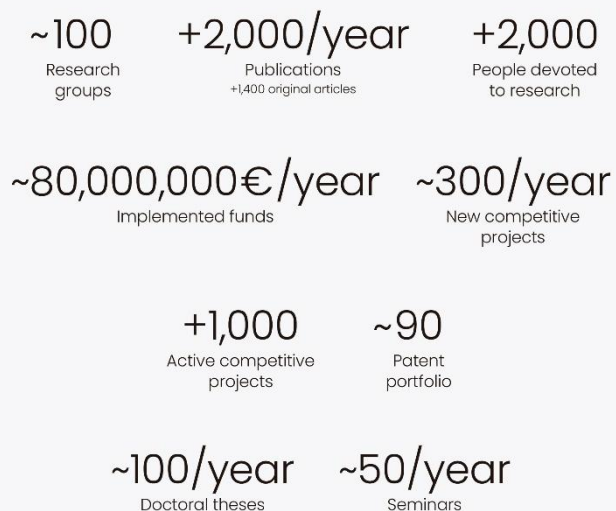 ~100
Research
groups
+2,000/year
Publications
+1,400 original articles
+2,000
People devoted
to research
~80,000,000€/year
Implemented funds
~300/year
New competitive
projects
+1,000
Active competitive
projects
~90
Patent
portfolio
~100/year
Doctoral theses
~50/year
Seminars